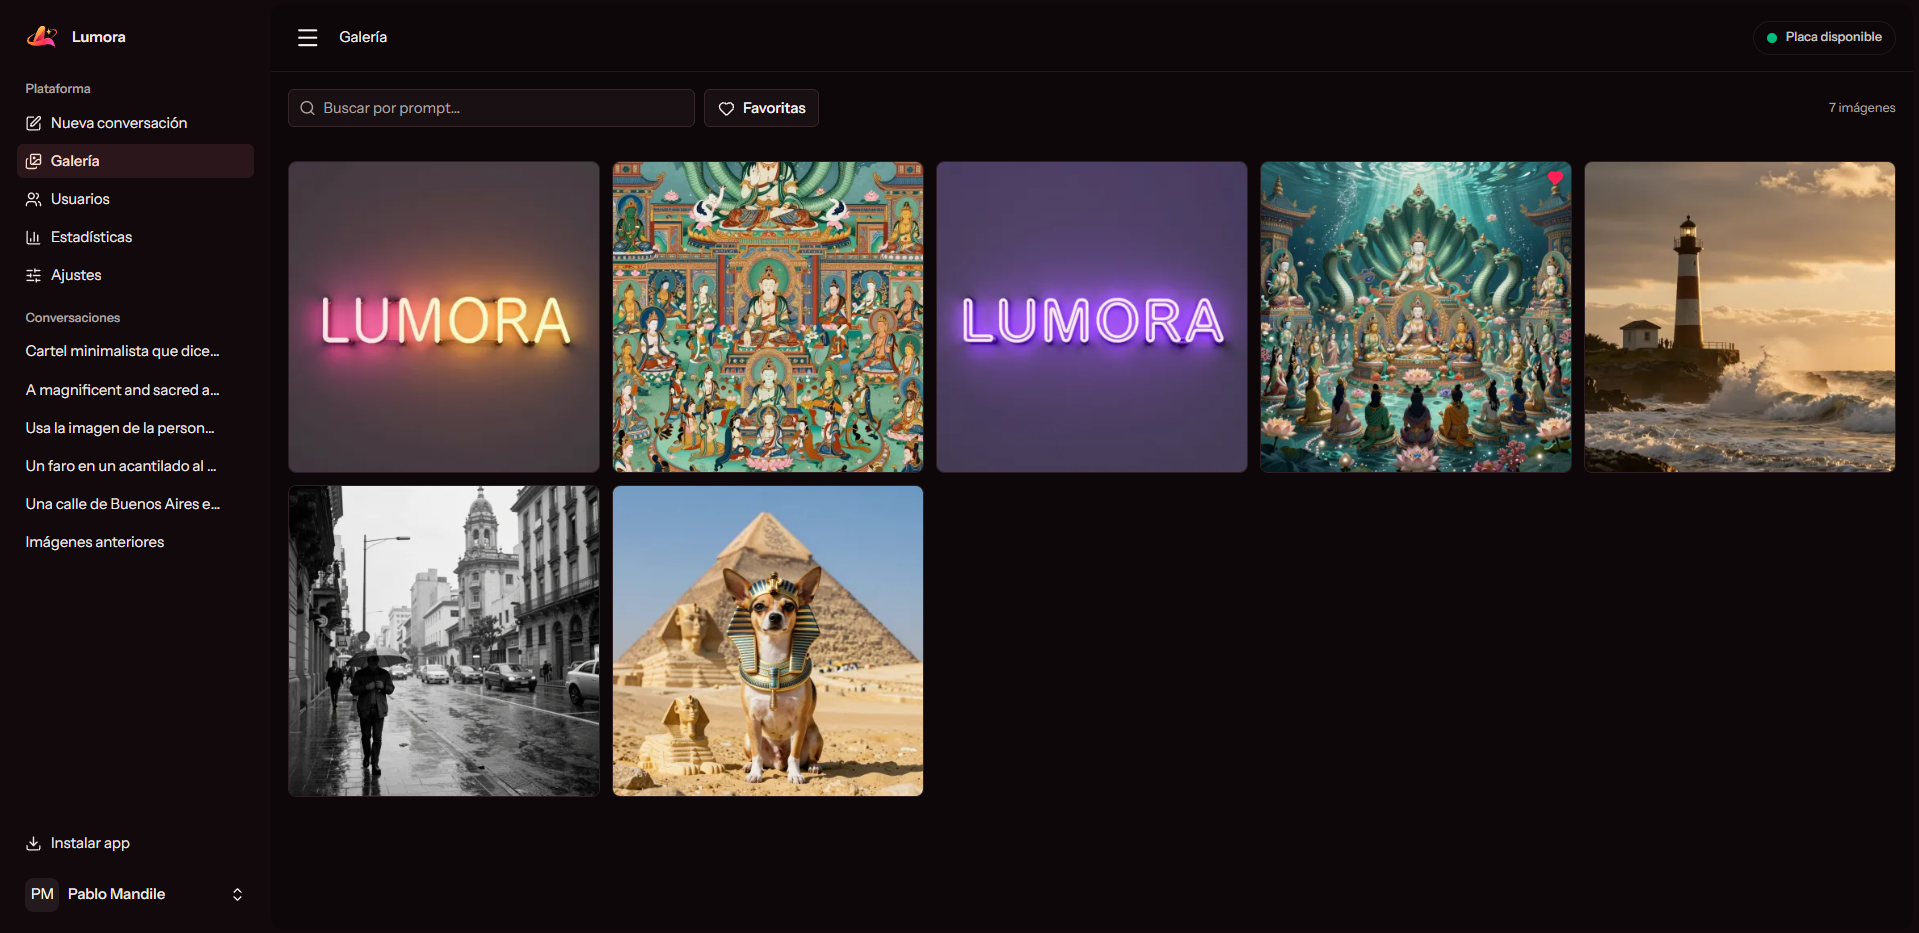 Lumora
Plataforma
Nueva conversación
Galería
Usuarios
Estadísticas
Ajustes
Conversaciones
Cartel minimalista que dice...
A magnificent and sacred a...
Usa la imagen de la person...
Un faro en un acantilado al ...
Una calle de Buenos Aires e...
Imágenes anteriores
Instalar app
PM Pablo Mandile
Galería
Placa disponible
Buscar por prompt...
Favoritas
7 imágenes
LUMORA
LUMORA